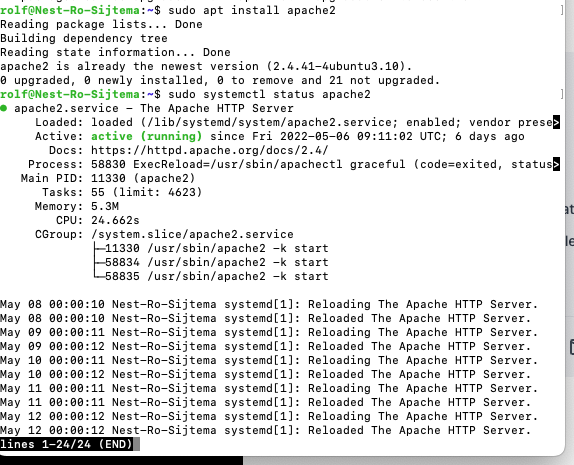 rolf@Nest-Ro-Sijtema:~$ sudo apt install apache2
Reading package lists... Done
Building dependency tree
Reading state information... Done
apache2 is already the newest version (2.4.41-4ubuntu3.10).
0 upgraded, 0 newly installed, 0 to remove and 21 not upgraded.
rolf@Nest-Ro-Sijtema:~$ sudo systemctl status apache2
● apache2.service - The Apache HTTP Server
Loaded: loaded (/lib/systemd/system/apache2.service; enabled; vendor prese>
Active: active (running) since Fri 2022-05-06 09:11:02 UTC; 6 days ago
Docs: https://httpd.apache.org/docs/2.4/
Process: 58830 ExecReload=/usr/sbin/apachectl graceful (code=exited, status>
Main PID: 11330 (apache2)
Tasks: 55 (limit: 4623)
Memory: 5.3M
CPU: 24.662s
CGroup: /system.slice/apache2.service
├─11330 /usr/sbin/apache2 -k start
├─58834 /usr/sbin/apache2 -k start
└─58835 /usr/sbin/apache2 -k start
May 08 00:00:10 Nest-Ro-Sijtema systemd[1]: Reloading The Apache HTTP Server.
May 08 00:00:10 Nest-Ro-Sijtema systemd[1]: Reloaded The Apache HTTP Server.
May 09 00:00:11 Nest-Ro-Sijtema systemd[1]: Reloading The Apache HTTP Server.
May 09 00:00:12 Nest-Ro-Sijtema systemd[1]: Reloaded The Apache HTTP Server.
May 10 00:00:11 Nest-Ro-Sijtema systemd[1]: Reloading The Apache HTTP Server.
May 10 00:00:12 Nest-Ro-Sijtema systemd[1]: Reloaded The Apache HTTP Server.
May 11 00:00:11 Nest-Ro-Sijtema systemd[1]: Reloading The Apache HTTP Server.
May 11 00:00:11 Nest-Ro-Sijtema systemd[1]: Reloaded The Apache HTTP Server.
May 12 00:00:12 Nest-Ro-Sijtema systemd[1]: Reloading The Apache HTTP Server.
May 12 00:00:12 Nest-Ro-Sijtema systemd[1]: Reloaded The Apache HTTP Server.
lines 1-24/24 (END)